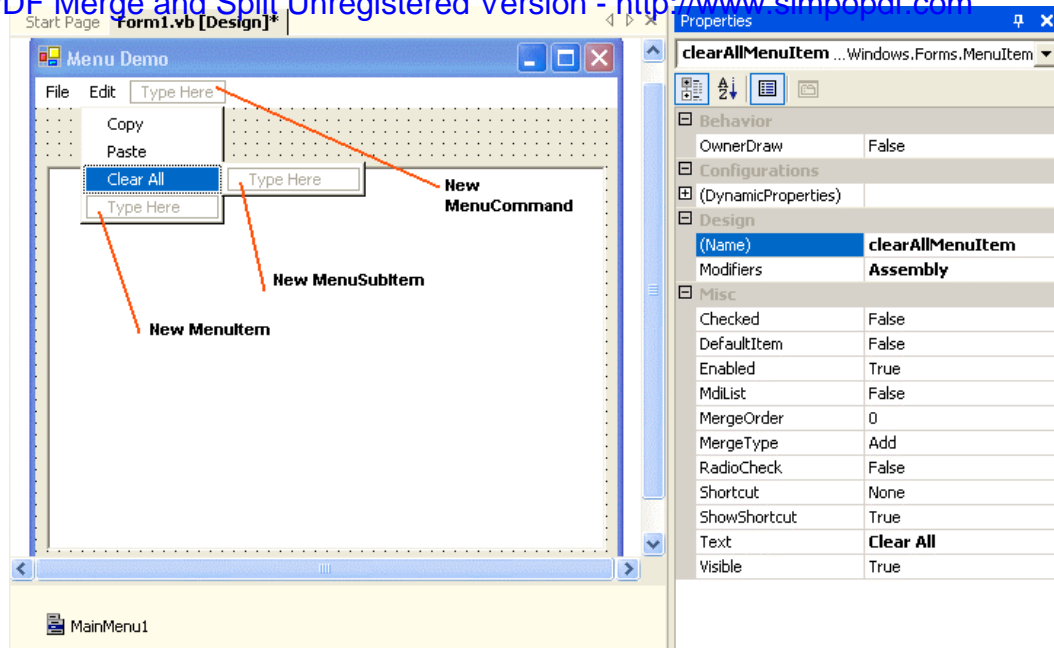 DF Merge and Split Unregistered Version - http://www.simpopdf.com
Start Page form1.vb [Design]*
Menu Demo
File Edit Type Here
Copy
Paste
Clear All Type Here
Type Here
New
MenuCommand
New MenuSubItem
New MenuItem
MainMenu1
Properties
clearAllMenuItem ...Windows.Forms.MenuItem
Behavior
OwnerDraw False
Configurations
(DynamicProperties)
Design
(Name) clearAllMenuItem
Modifiers Assembly
Misc
Checked False
DefaultItem False
Enabled True
MdiList False
MergeOrder 0
MergeType Add
RadioCheck False
Shortcut None
ShowShortcut True
Text Clear All
Visible True